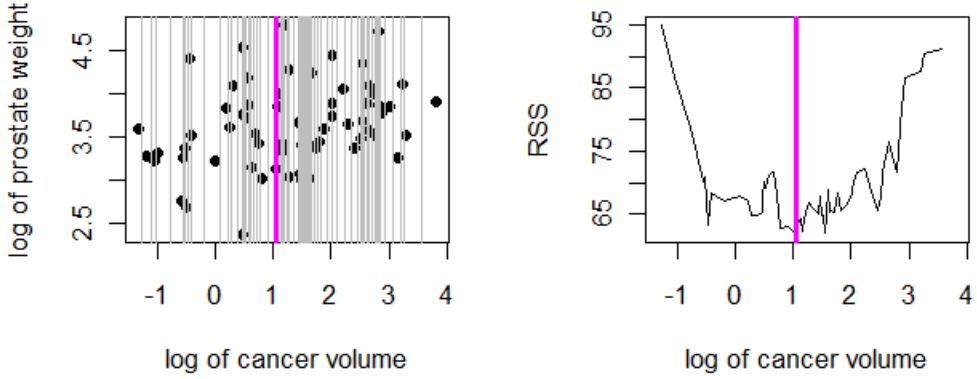 log of prostate weight
4.5
3.5
2.5
-1 0 1 2 3 4
log of cancer volume
RSS
95
85
75
65
-1 0 1 2 3 4
log of cancer volume